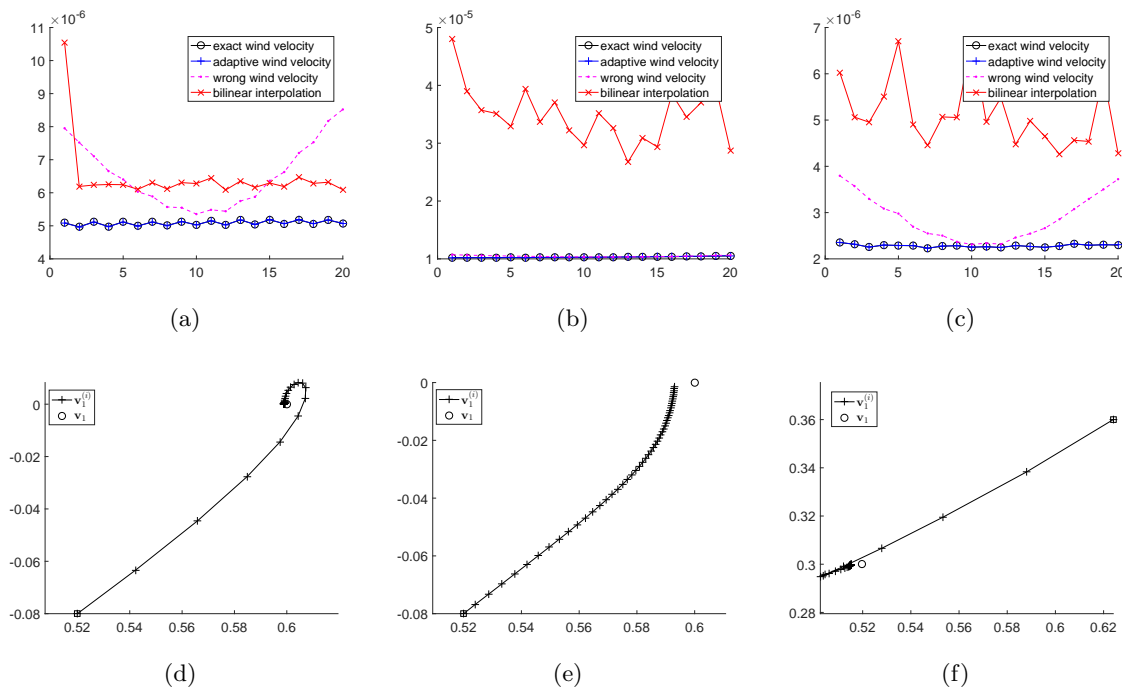 ×10^-6
11
10
9
8
7
6
5
4
0 5 10 15 20
exact wind velocity
adaptive wind velocity
wrong wind velocity
bilinear interpolation
(a)
×10^-5
5
4
3
2
1
0 5 10 15 20
exact wind velocity
adaptive wind velocity
wrong wind velocity
bilinear interpolation
(b)
×10^-6
7
6
5
4
3
2
0 5 10 15 20
exact wind velocity
adaptive wind velocity
wrong wind velocity
bilinear interpolation
(c)
v_1^(i)
v_1
0
-0.02
-0.04
-0.06
-0.08
0.52 0.54 0.56 0.58 0.6
(d)
v_1^(i)
v_1
0
-0.02
-0.04
-0.06
-0.08
0.52 0.54 0.56 0.58 0.6
(e)
v_1^(i)
v_1
0.36
0.34
0.32
0.3
0.28
0.52 0.54 0.56 0.58 0.6 0.62
(f)